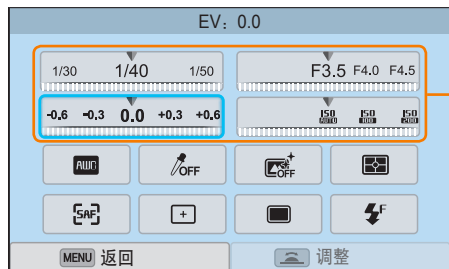 EV：0.0
1/30 1/40 1/50 F3.5 F4.0 F4.5
-0,6 -0,3 0.0 +0,3 +0,6 ISO AUTO ISO 100 ISO 200
AWB OFF OFF
SAF F
MENU 返回 调整